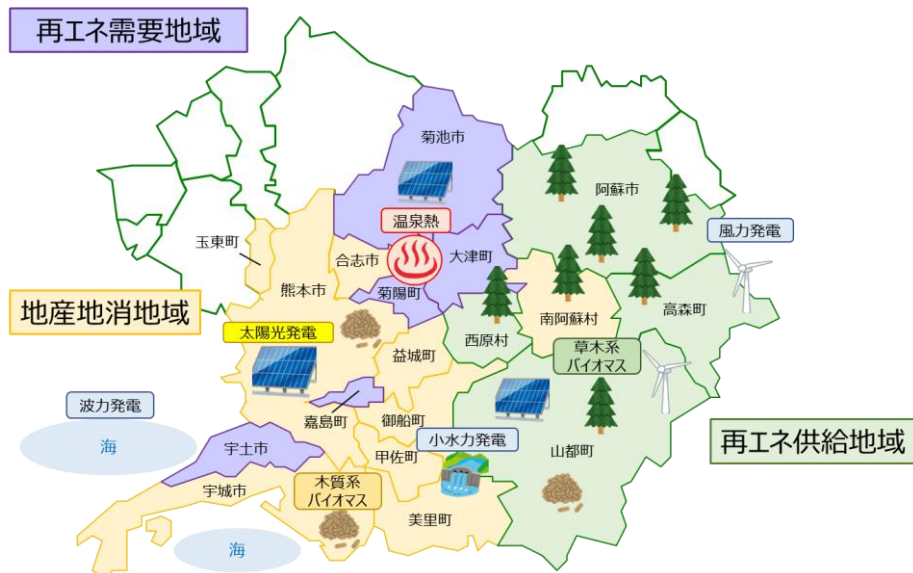 再エネ需要地域
菊池市
阿蘇市
温泉熱
風力発電
玉東町
合志市
大津町
熊本市
菊陽町
高森町
地産地消地域
南阿蘇村
太陽光発電
西原村
益城町
草木系
バイオマス
波力発電
嘉島町
御船町
海
小水力発電
再エネ供給地域
宇土市
甲佐町
山都町
宇城市
木質系
バイオマス
美里町
海